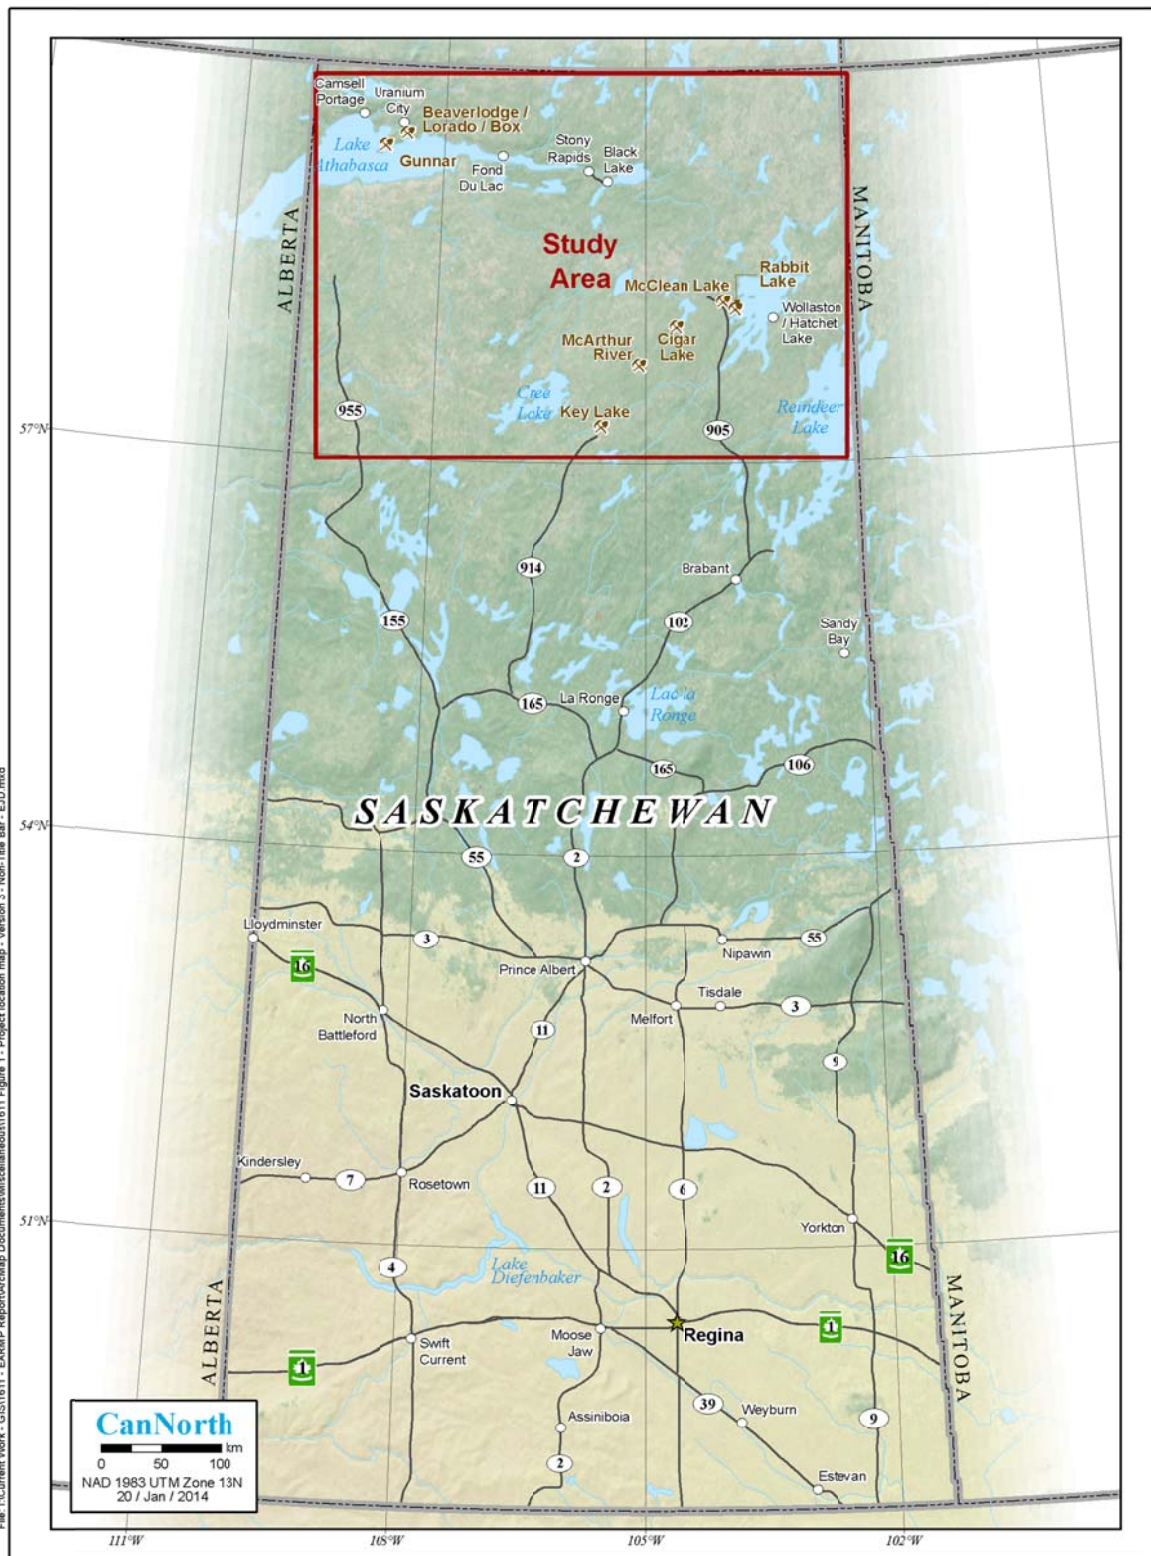 Camsell
Portage
Uranium
City
Beaverlodge /
Lorado / Box
Lake
Athabasca
Gunnar
Fond
Du Lac
Stony
Rapids
Black
Lake
ALBERTA
MANITOBA
Study
Area
McClean Lake
Rabbit
Lake
Wollaston
/ Hatchet
Lake
McArthur
River
Cigar
Lake
Cree
Lake
Key Lake
Reindeer
Lake
955
905
57°N
914
Brabant
155
102
Sandy
Bay
La Ronge
Lac la
Ronge
165
165
106
SASKATCHEWAN
54°N
55
2
Lloydminster
3
16
Prince Albert
Nipawin
55
North
Battleford
Melfort
Tisdale
3
11
9
Saskatoon
Kindersley
7
Rosetown
11
2
6
Yorkton
16
51°N
4
Lake
Diefenbaker
ALBERTA
MANITOBA
Swift
Current
Moose
Jaw
Regina
1
1
39
Weyburn
9
Assiniboia
2
Estevan
CanNorth
km
0 50 100
NAD 1983 UTM Zone 13N
20 / Jan / 2014
111°W
168°W
105°W
102°W